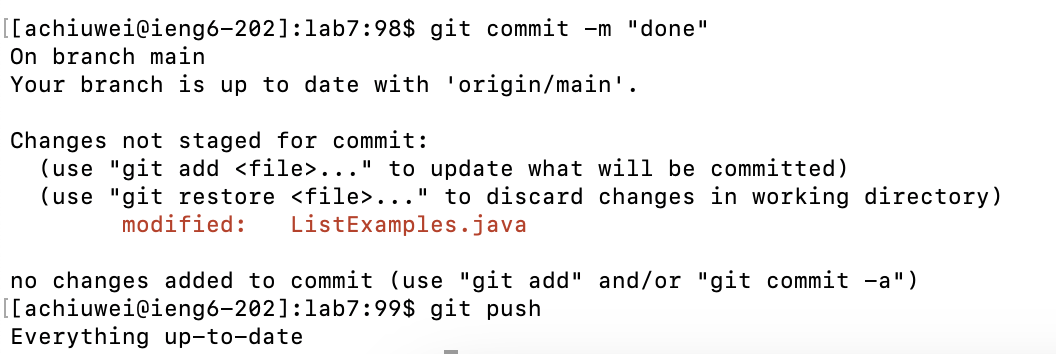 [[achiuwei@ieng6-202]:lab7:98$ git commit -m "done"
On branch main
Your branch is up to date with 'origin/main'.

Changes not staged for commit:
  (use "git add <file>..." to update what will be committed)
  (use "git restore <file>..." to discard changes in working directory)
        modified:   ListExamples.java

no changes added to commit (use "git add" and/or "git commit -a")
[[achiuwei@ieng6-202]:lab7:99$ git push
Everything up-to-date